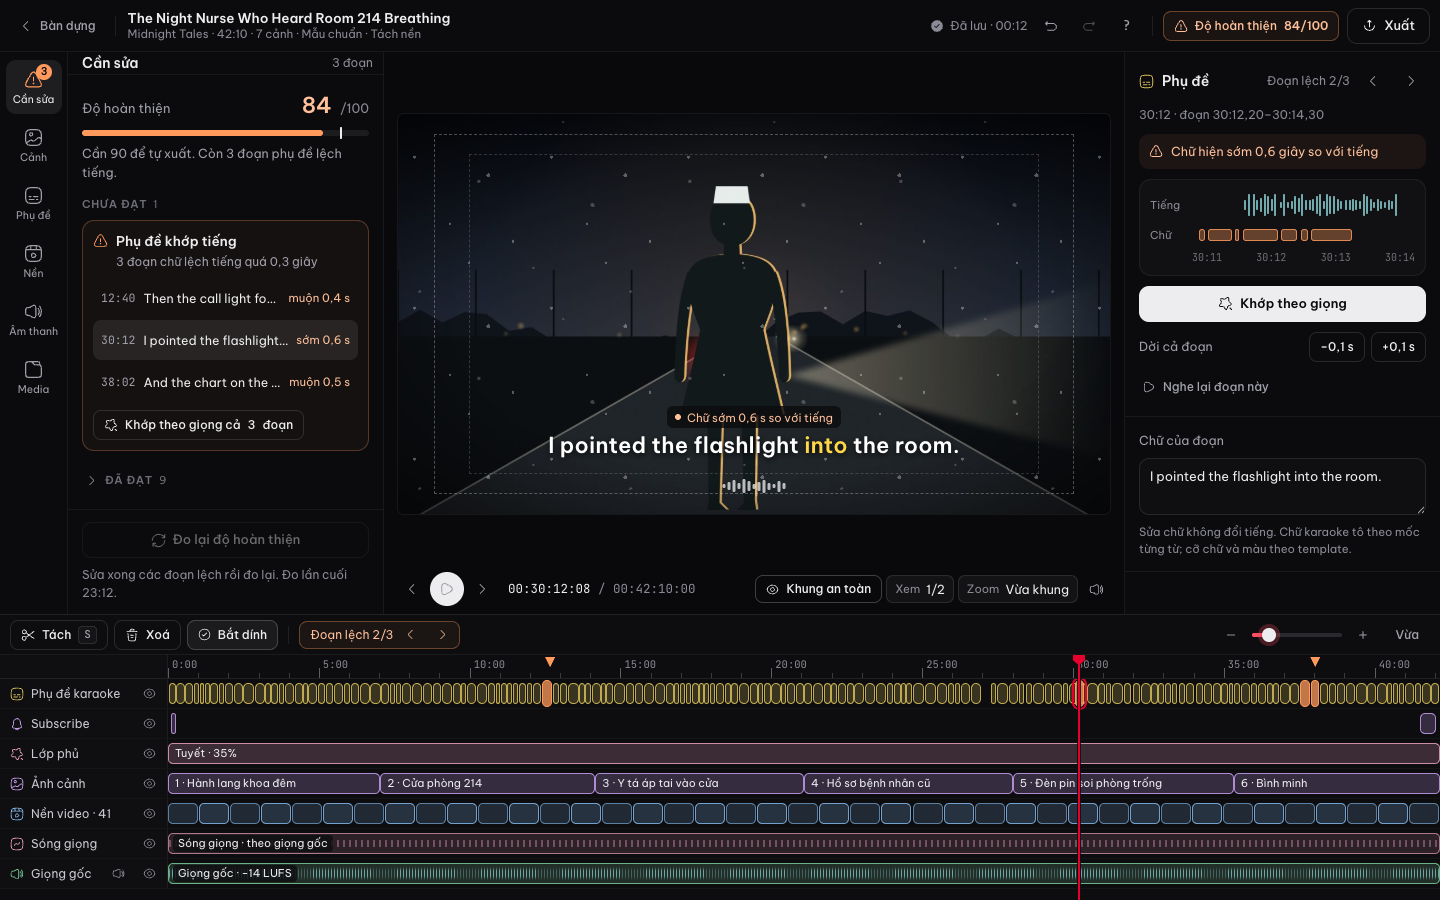 Bàn dựng
The Night Nurse Who Heard Room 214 Breathing
Midnight Tales · 42:10 · 7 cảnh · Mẫu chuẩn · Tách nền
Đã lưu · 00:12
?
Độ hoàn thiện 84/100
Xuất
3
Cần sửa
Cảnh
Phụ đề
Nền
Âm thanh
Media
Cần sửa
3 đoạn
Độ hoàn thiện
84 /100
Cần 90 để tự xuất. Còn 3 đoạn phụ đề lệch
tiếng.
CHƯA ĐẠT 1
Phụ đề khớp tiếng
3 đoạn chữ lệch tiếng quá 0,3 giây
12:40 Then the call light fo... muộn 0,4 s
30:12 I pointed the flashlight... sớm 0,6 s
38:02 And the chart on the ... muộn 0,5 s
Khớp theo giọng cả 3 đoạn
ĐÃ ĐẠT 9
Đo lại độ hoàn thiện
Sửa xong các đoạn lệch rồi đo lại. Đo lần cuối
23:12.
Chữ sớm 0,6 s so với tiếng
I pointed the flashlight into the room.
00:30:12:08 / 00:42:10:00
Khung an toàn
Xem 1/2
Zoom Vừa khung
Phụ đề
Đoạn lệch 2/3
30:12 · đoạn 30:12,20–30:14,30
Chữ hiện sớm 0,6 giây so với tiếng
Tiếng
Chữ
30:11 30:12 30:13 30:14
Khớp theo giọng
Dời cả đoạn
−0,1 s
+0,1 s
Nghe lại đoạn này
Chữ của đoạn
I pointed the flashlight into the room.
Sửa chữ không đổi tiếng. Chữ karaoke tô theo mốc
từng từ; cỡ chữ và màu theo template.
Tách S
Xoá
Bắt dính
Đoạn lệch 2/3
Vừa
0:00 5:00 10:00 15:00 20:00 25:00 30:00 35:00 40:00
Phụ đề karaoke
Subscribe
Lớp phủ
Tuyết · 35%
Ảnh cảnh
1 · Hành lang khoa đêm
2 · Cửa phòng 214
3 · Y tá áp tai vào cửa
4 · Hồ sơ bệnh nhân cũ
5 · Đèn pin soi phòng trống
6 · Bình minh
Nền video · 41
Sóng giọng
Sóng giọng · theo giọng gốc
Giọng gốc
Giọng gốc · −14 LUFS